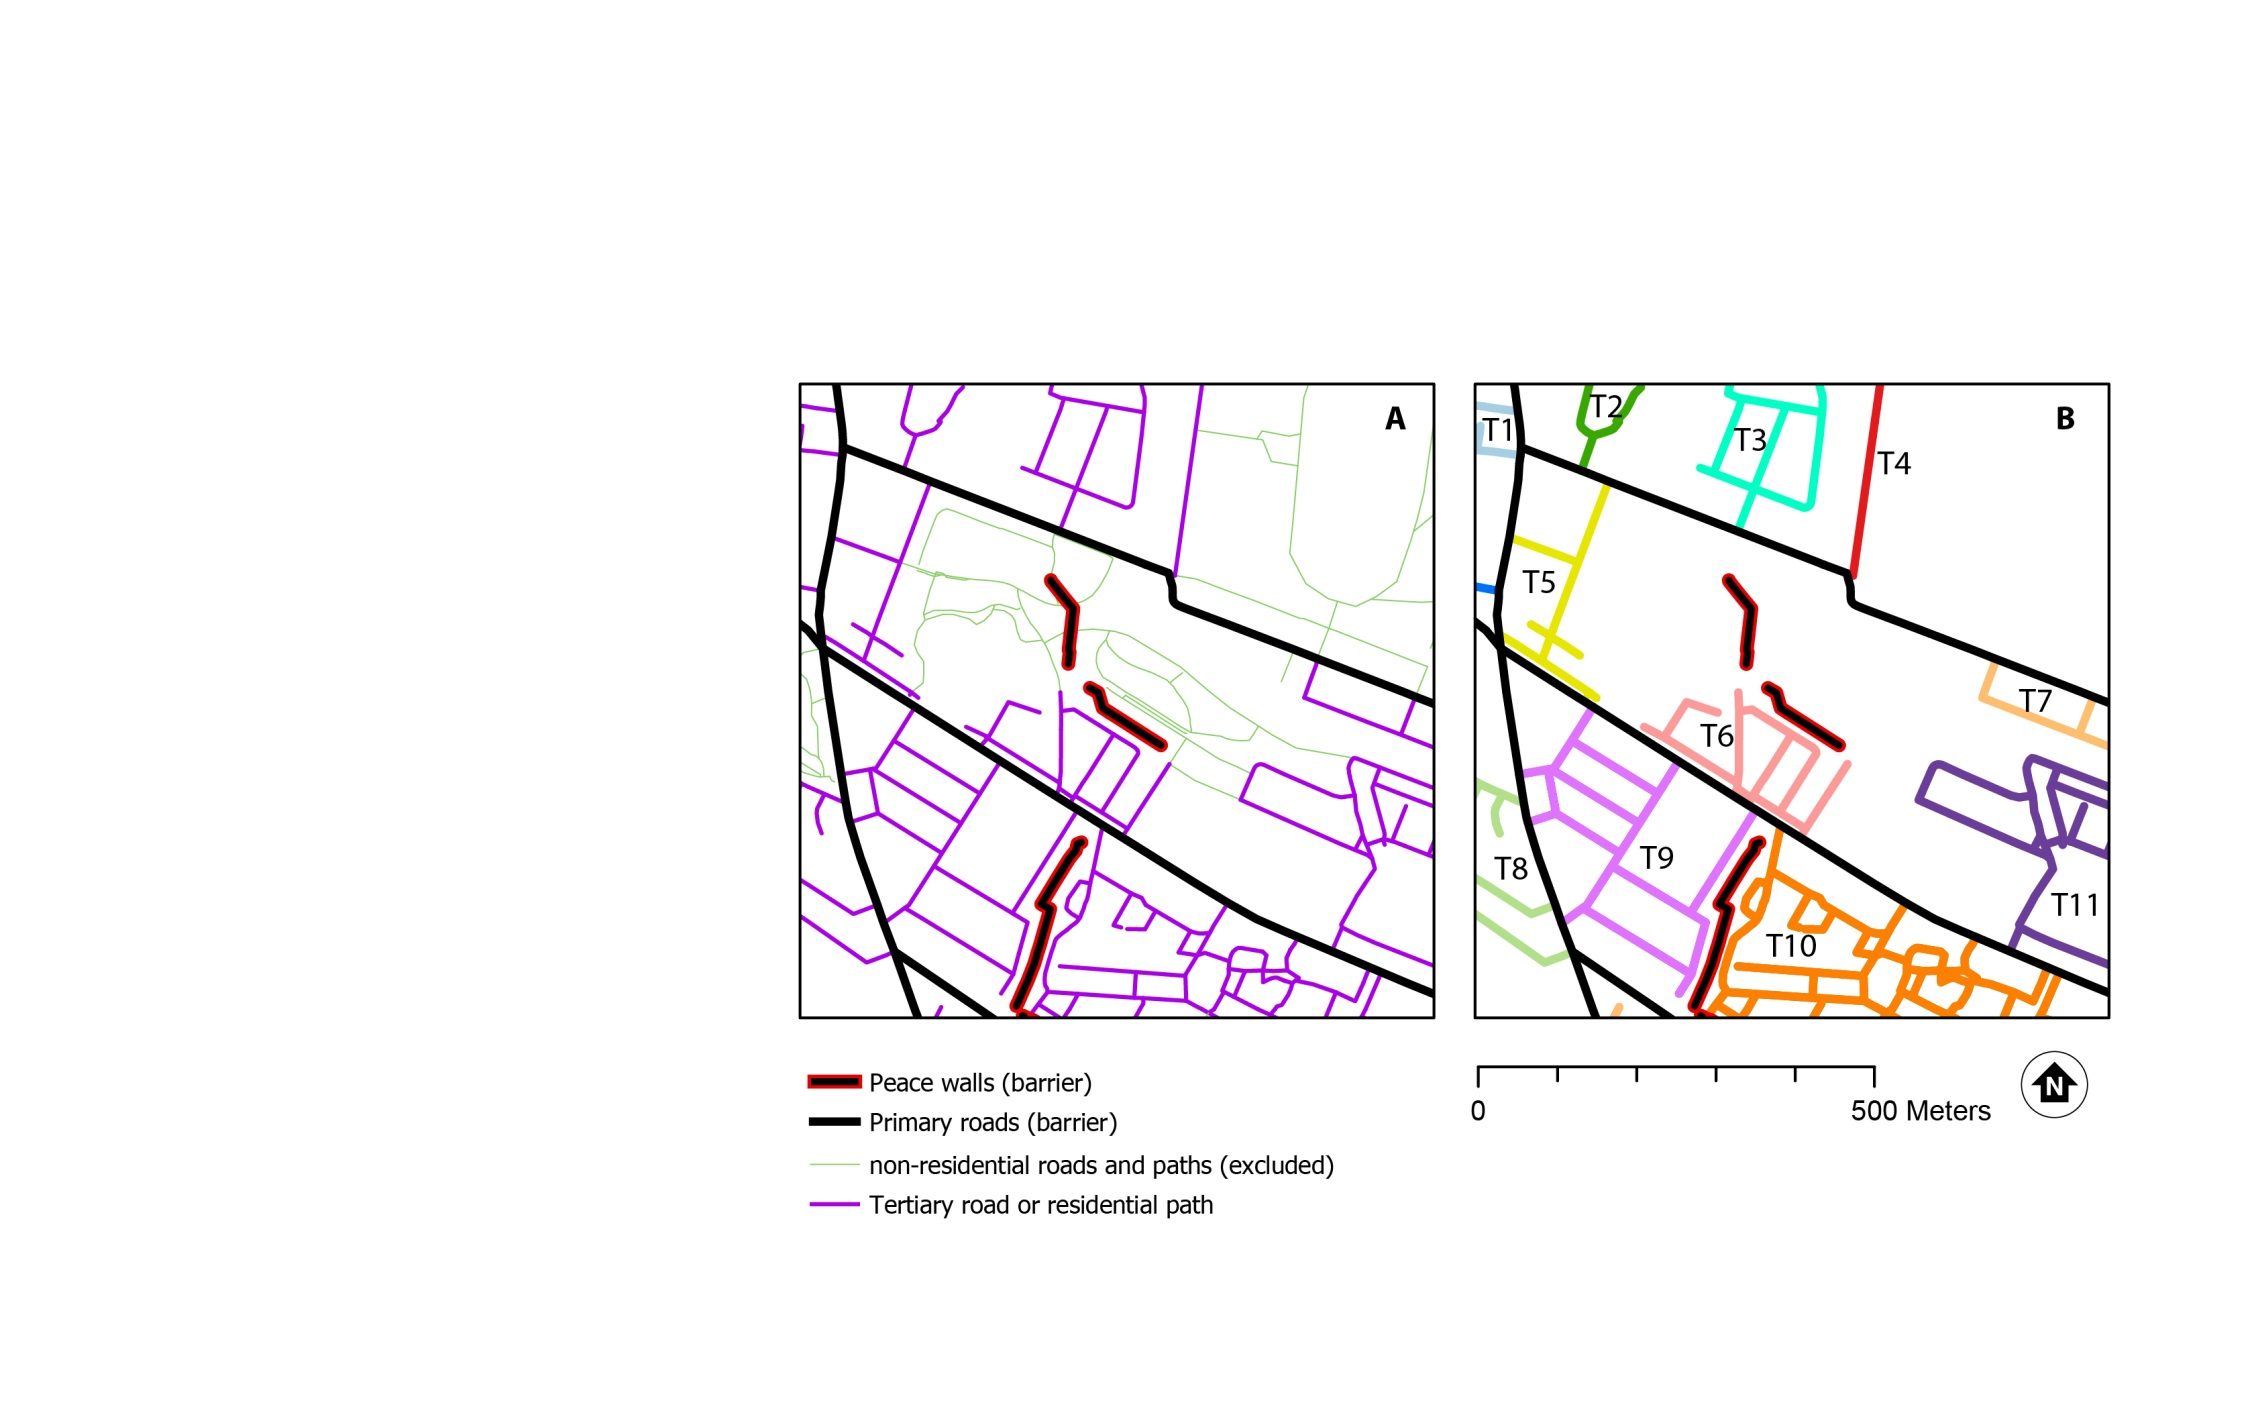 A
B
T1
T2
T3
T4
T5
T6
T7
T8
T9
T10
T11
Peace walls (barrier)
Primary roads (barrier)
non-residential roads and paths (excluded)
Tertiary road or residential path
0
500 Meters
N